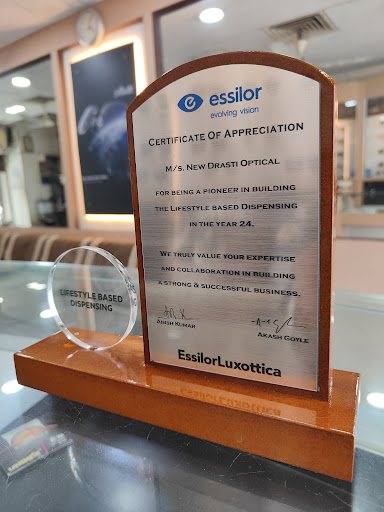 essilor
evolving vision
CERTIFICATE OF APPRECIATION
M/S. NEW DRASTI OPTICAL
FOR BEING A PIONEER IN BUILDING
THE LIFESTYLE BASED DISPENSING
IN THE YEAR 24.
WE TRULY VALUE YOUR EXPERTISE
AND COLLABORATION IN BUILDING
A STRONG & SUCCESSFUL BUSINESS.
ANISH KUMAR
AKASH GOYLE
EssilorLuxottica
LIFESTYLE BASED
DISPENSING